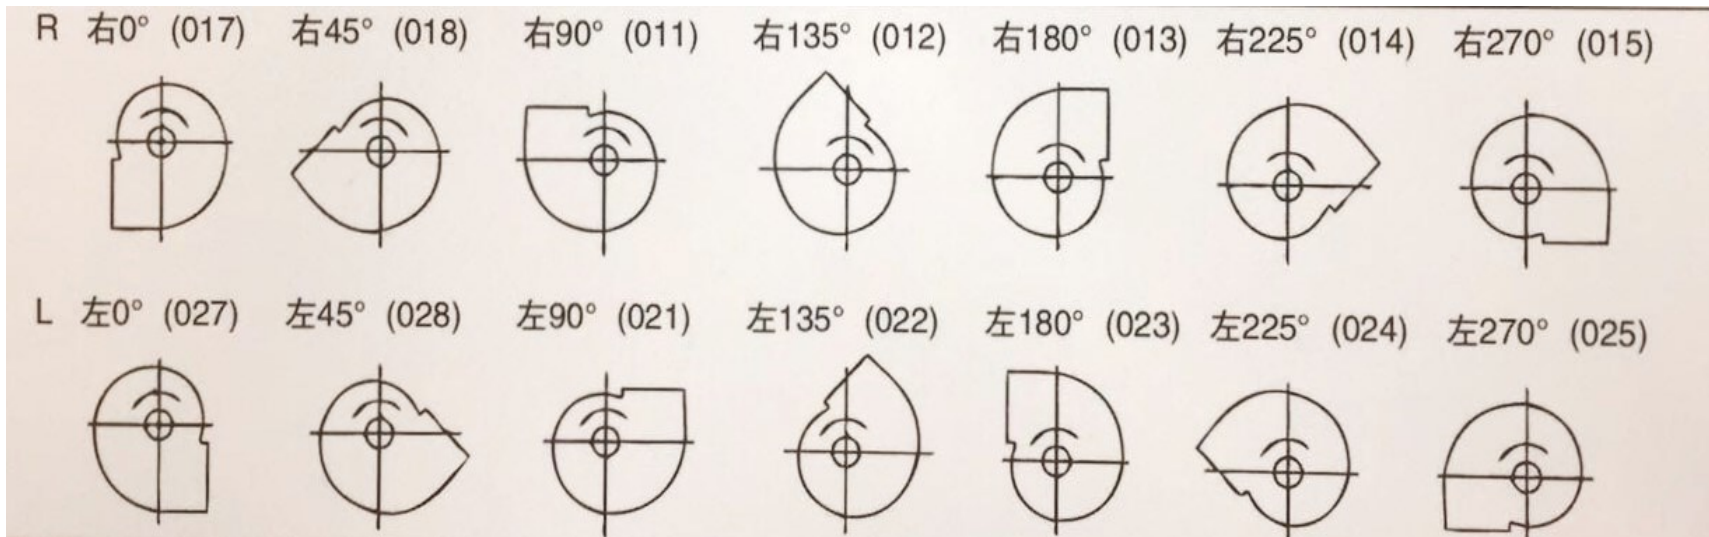 R 右0° (017) 右45° (018) 右90° (011) 右135° (012) 右180° (013) 右225° (014) 右270° (015)
L 左0° (027) 左45° (028) 左90° (021) 左135° (022) 左180° (023) 左225° (024) 左270° (025)